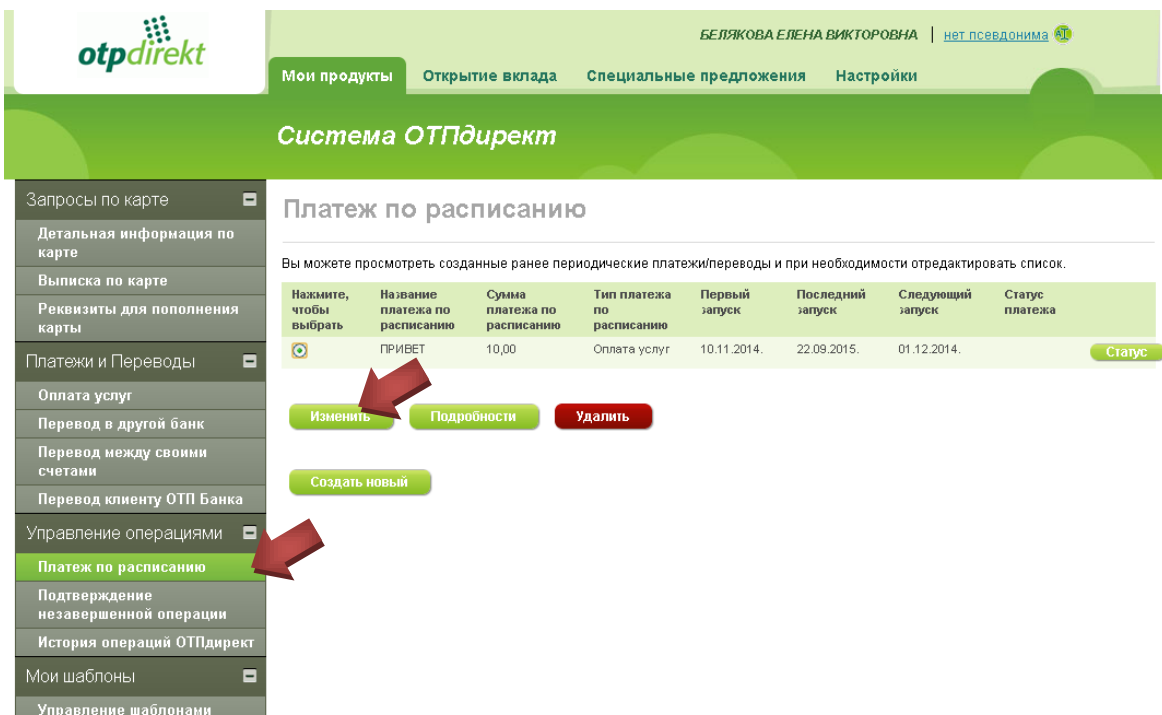 otpdirekt
БЕЛЯКОВА ЕЛЕНА ВИКТОРОВНА | нет псевдонима
Мои продукты Открытие вклада Специальные предложения Настройки
Система ОТПдирект
Запросы по карте
Детальная информация по
карте
Выписка по карте
Реквизиты для пополнения
карты
Платежи и Переводы
Оплата услуг
Перевод в другой банк
Перевод между своими
счетами
Перевод клиенту ОТП Банка
Управление операциями
Платеж по расписанию
Подтверждение
незавершенной операции
История операций ОТПдирект
Мои шаблоны
Управление шаблонами
Платеж по расписанию
Вы можете просмотреть созданные ранее периодические платежи/переводы и при необходимости отредактировать список.
Нажмите, Название Сумма Тип платежа Первый Последний Следующий Статус
чтобы платежа по платежа по по запуск запуск запуск платежа
выбрать расписанию расписанию расписанию
ПРИВЕТ 10,00 Оплата услуг 10.11.2014. 22.09.2015. 01.12.2014. Статус
Изменить Подробности Удалить
Создать новый